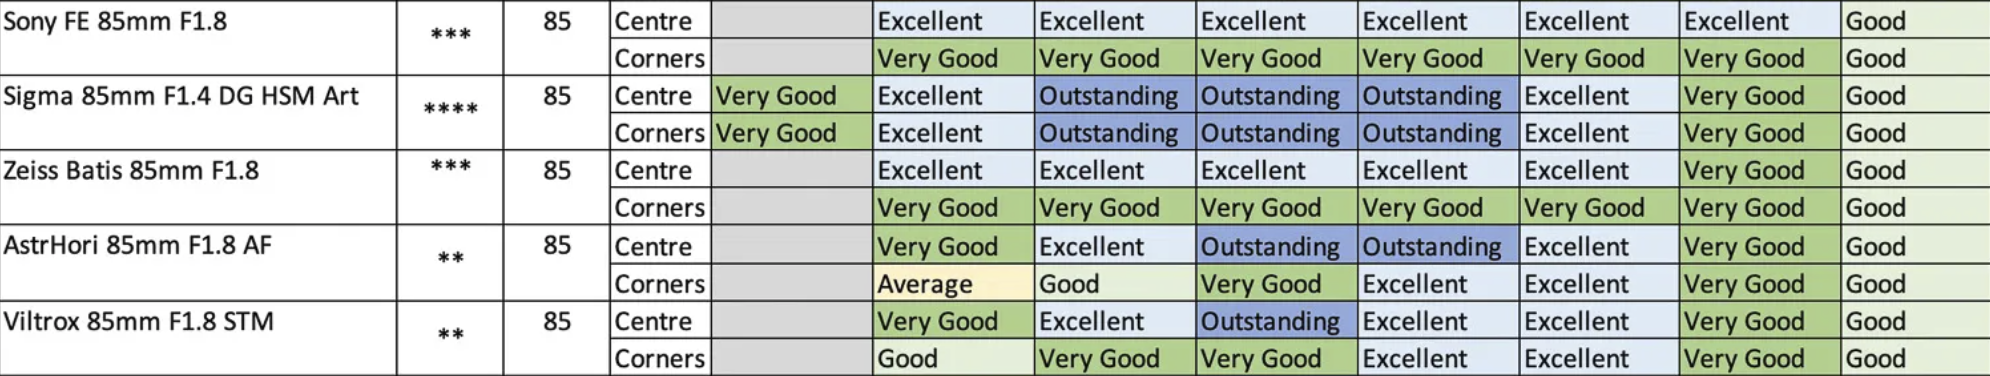 Sony FE 85mm F1.8 *** 85 Centre Excellent Excellent Excellent Excellent Excellent Excellent Good
Corners Very Good Very Good Very Good Very Good Very Good Very Good Good
Sigma 85mm F1.4 DG HSM Art **** 85 Centre Very Good Excellent Outstanding Outstanding Outstanding Excellent Very Good Good
Corners Very Good Excellent Outstanding Outstanding Outstanding Excellent Very Good Good
Zeiss Batis 85mm F1.8 *** 85 Centre Excellent Excellent Excellent Excellent Excellent Very Good Good
Corners Very Good Very Good Very Good Very Good Very Good Very Good Good
AstrHori 85mm F1.8 AF ** 85 Centre Very Good Excellent Outstanding Outstanding Excellent Very Good Good
Corners Average Good Very Good Excellent Excellent Very Good Good
Viltrox 85mm F1.8 STM ** 85 Centre Very Good Excellent Outstanding Excellent Excellent Very Good Good
Corners Good Very Good Very Good Excellent Excellent Very Good Good